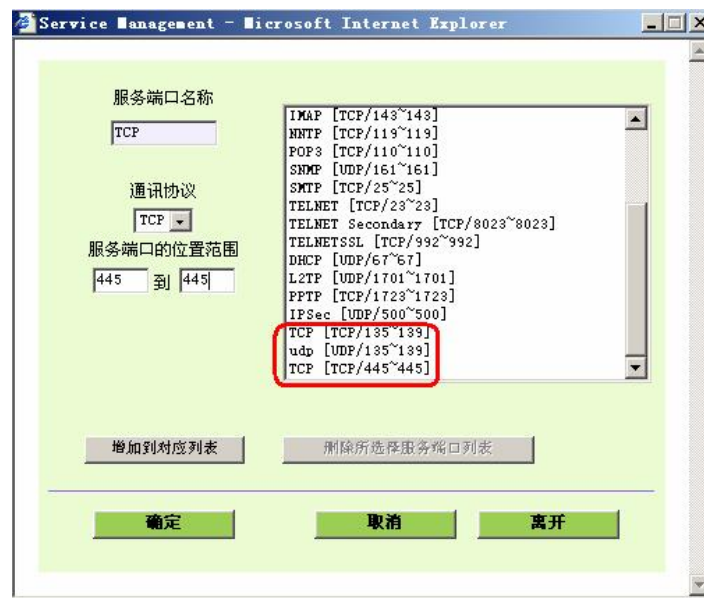 Service Management - Microsoft Internet Explorer
服务端口名称
TCP
通讯协议
TCP
服务端口的位置范围
445 到 445
IMAP [TCP/143~143]
NNTP [TCP/119~119]
POP3 [TCP/110~110]
SNMP [UDP/161~161]
SMTP [TCP/25~25]
TELNET [TCP/23~23]
TELNET Secondary [TCP/8023~8023]
TELNETSSL [TCP/992~992]
DHCP [UDP/67~67]
L2TP [UDP/1701~1701]
PPTP [TCP/1723~1723]
IPSec [UDP/500~500]
TCP [TCP/135~139]
udp [UDP/135~139]
TCP [TCP/445~445]
增加到对应列表
删除所选择服务端口列表
确定
取消
离开